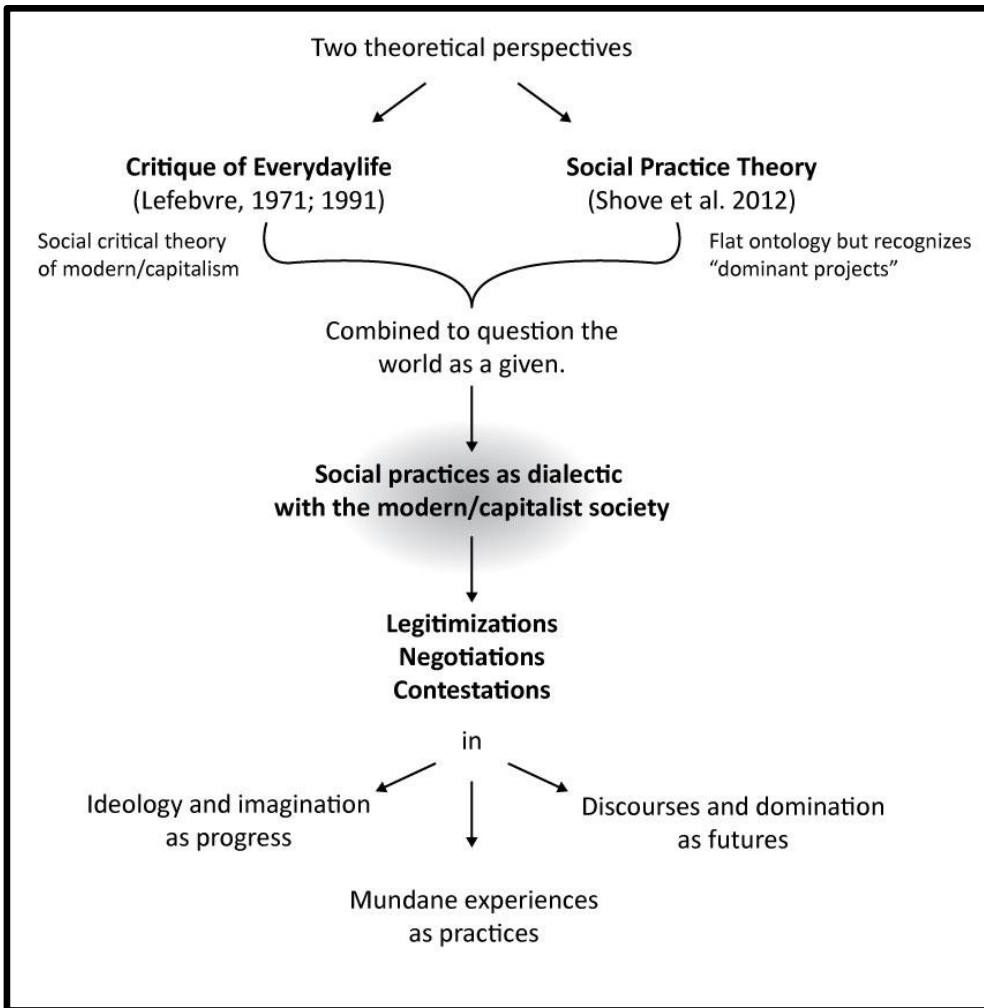 Two theoretical perspectives
Critique of Everydaylife
(Lefebvre, 1971; 1991)
Social Practice Theory
(Shove et al. 2012)
Social critical theory
of modern/capitalism
Flat ontology but recognizes
“dominant projects”
Combined to question the
world as a given.
Social practices as dialectic
with the modern/capitalist society
Legitimizations
Negotiations
Contestations
in
Ideology and imagination
as progress
Discourses and domination
as futures
Mundane experiences
as practices